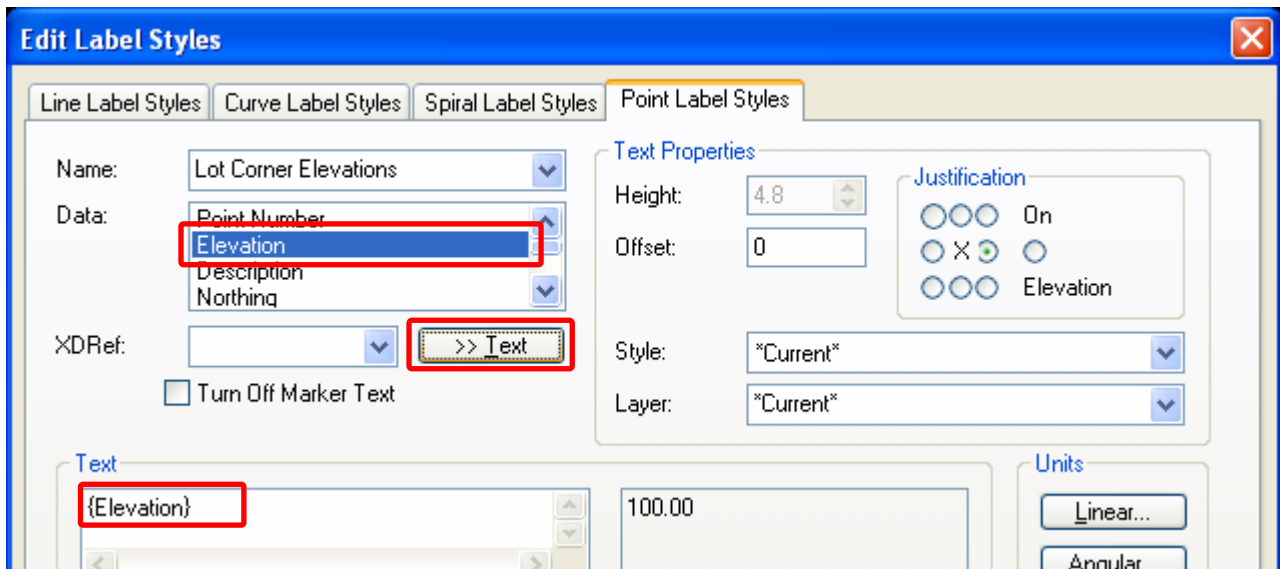 Edit Label Styles
Line Label Styles Curve Label Styles Spiral Label Styles Point Label Styles
Name: Lot Corner Elevations
Data: Point Number
Elevation
Description
Northing
XDRef: >> Text
Turn Off Marker Text
Text Properties
Height: 4.8
Offset: 0
Justification
On
X
Elevation
Style: *Current*
Layer: *Current*
Text
{Elevation}
100.00
Units
Linear...
Angular...